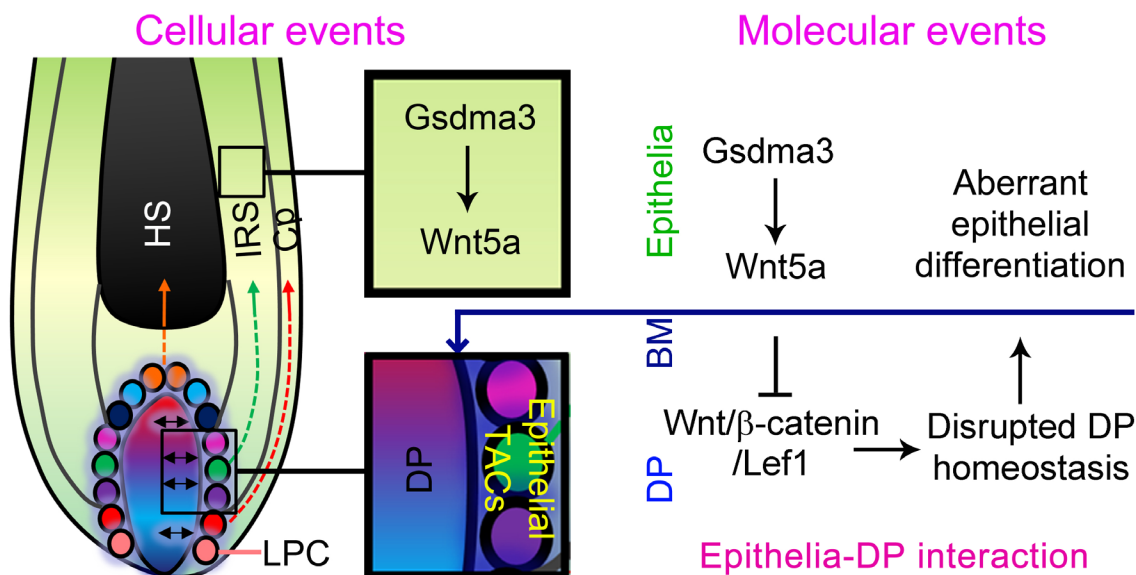 Cellular events
Molecular events
HS
IRS
Cp
Gsdma3
Wnt5a
DP
Epithelial
TACs
LPC
Epithelia
Gsdma3
Wnt5a
Aberrant
epithelial
differentiation
BM
DP
Wnt/β-catenin
/Lef1
Disrupted DP
homeostasis
Epithelia-DP interaction